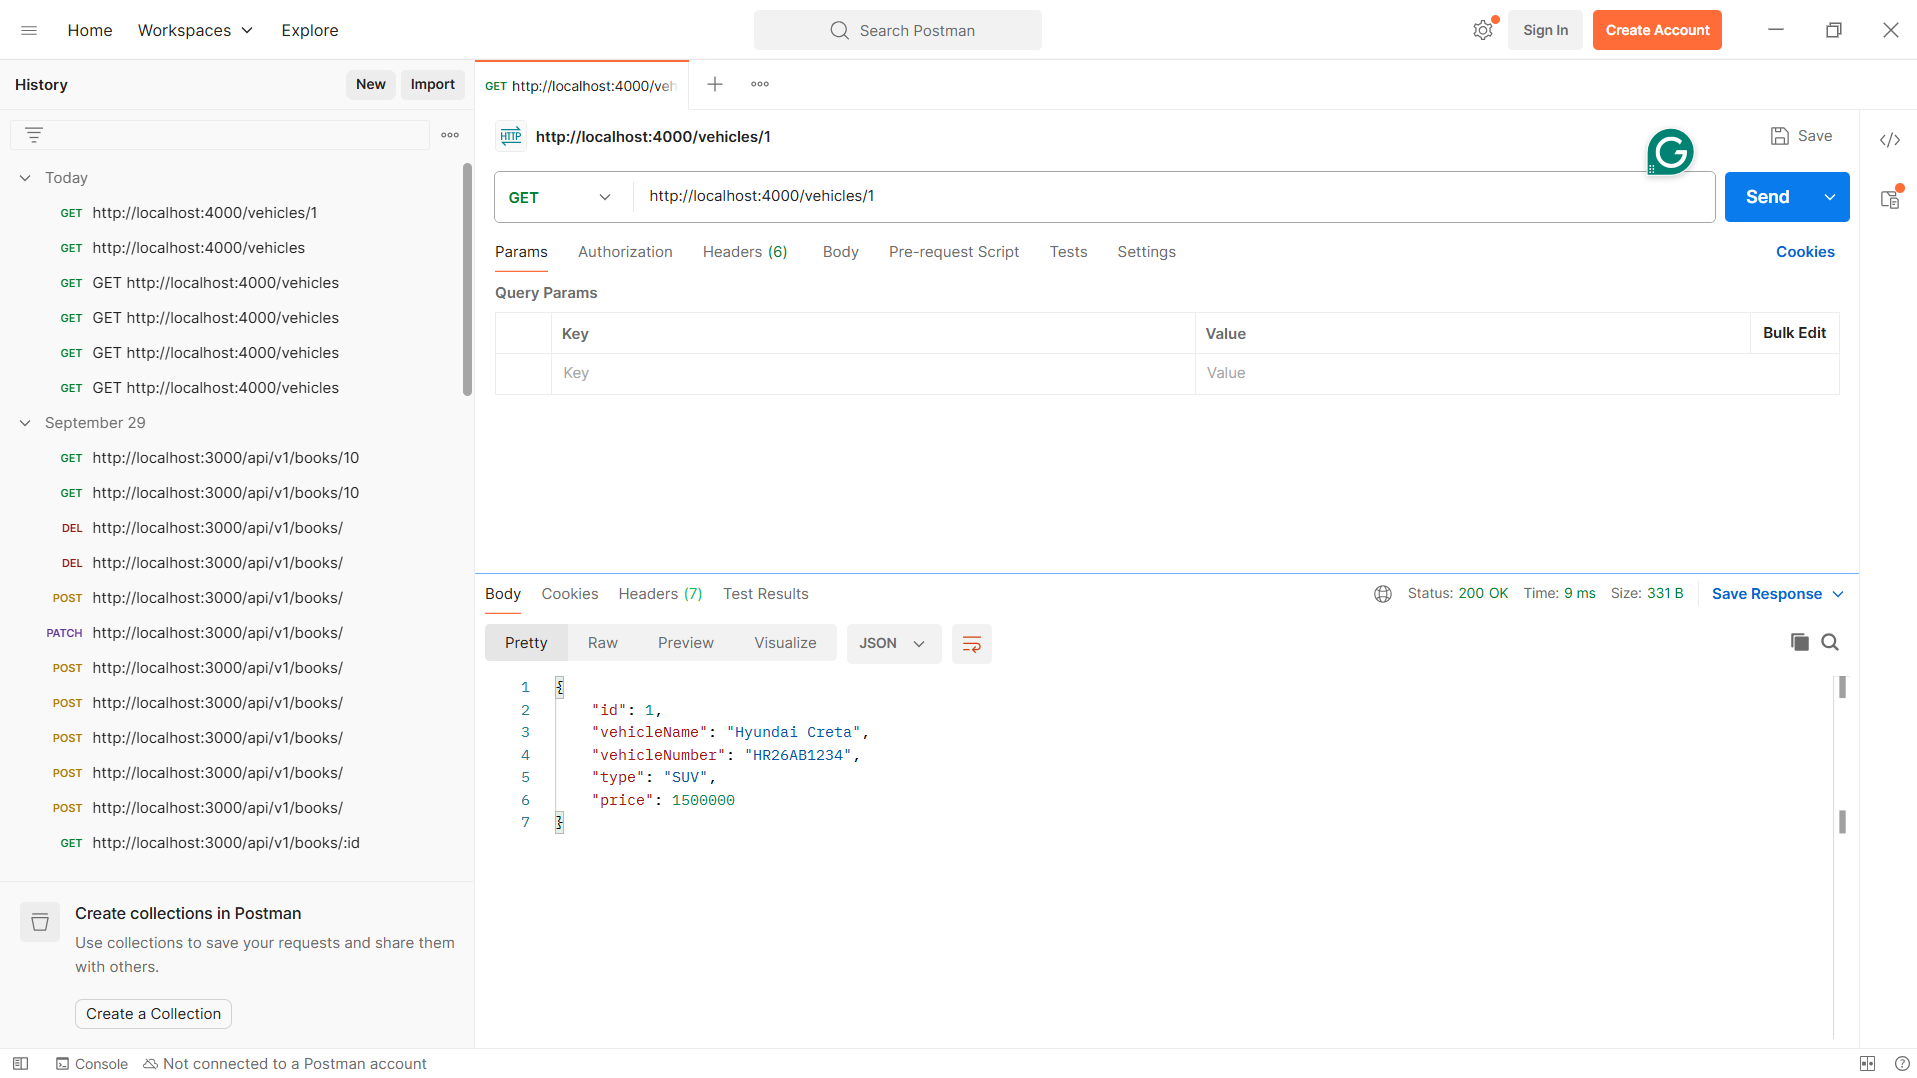 Home
Workspaces
Explore
Search Postman
Sign In
Create Account
History
New
Import
GET http://localhost:4000/veh
Today
GET http://localhost:4000/vehicles/1
GET http://localhost:4000/vehicles
GET GET http://localhost:4000/vehicles
GET GET http://localhost:4000/vehicles
GET GET http://localhost:4000/vehicles
GET GET http://localhost:4000/vehicles
September 29
GET http://localhost:3000/api/v1/books/10
GET http://localhost:3000/api/v1/books/10
DEL http://localhost:3000/api/v1/books/
DEL http://localhost:3000/api/v1/books/
POST http://localhost:3000/api/v1/books/
PATCH http://localhost:3000/api/v1/books/
POST http://localhost:3000/api/v1/books/
POST http://localhost:3000/api/v1/books/
POST http://localhost:3000/api/v1/books/
POST http://localhost:3000/api/v1/books/
POST http://localhost:3000/api/v1/books/
GET http://localhost:3000/api/v1/books/:id
Create collections in Postman
Use collections to save your requests and share them
with others.
Create a Collection
HTTP http://localhost:4000/vehicles/1
Save
GET http://localhost:4000/vehicles/1
Send
Params Authorization Headers (6) Body Pre-request Script Tests Settings
Cookies
Query Params
Key Value Bulk Edit
Key Value
Body Cookies Headers (7) Test Results
Status: 200 OK Time: 9 ms Size: 331 B Save Response
Pretty Raw Preview Visualize JSON
1 {
2 "id": 1,
3 "vehicleName": "Hyundai Creta",
4 "vehicleNumber": "HR26AB1234",
5 "type": "SUV",
6 "price": 1500000
7 }
Console Not connected to a Postman account